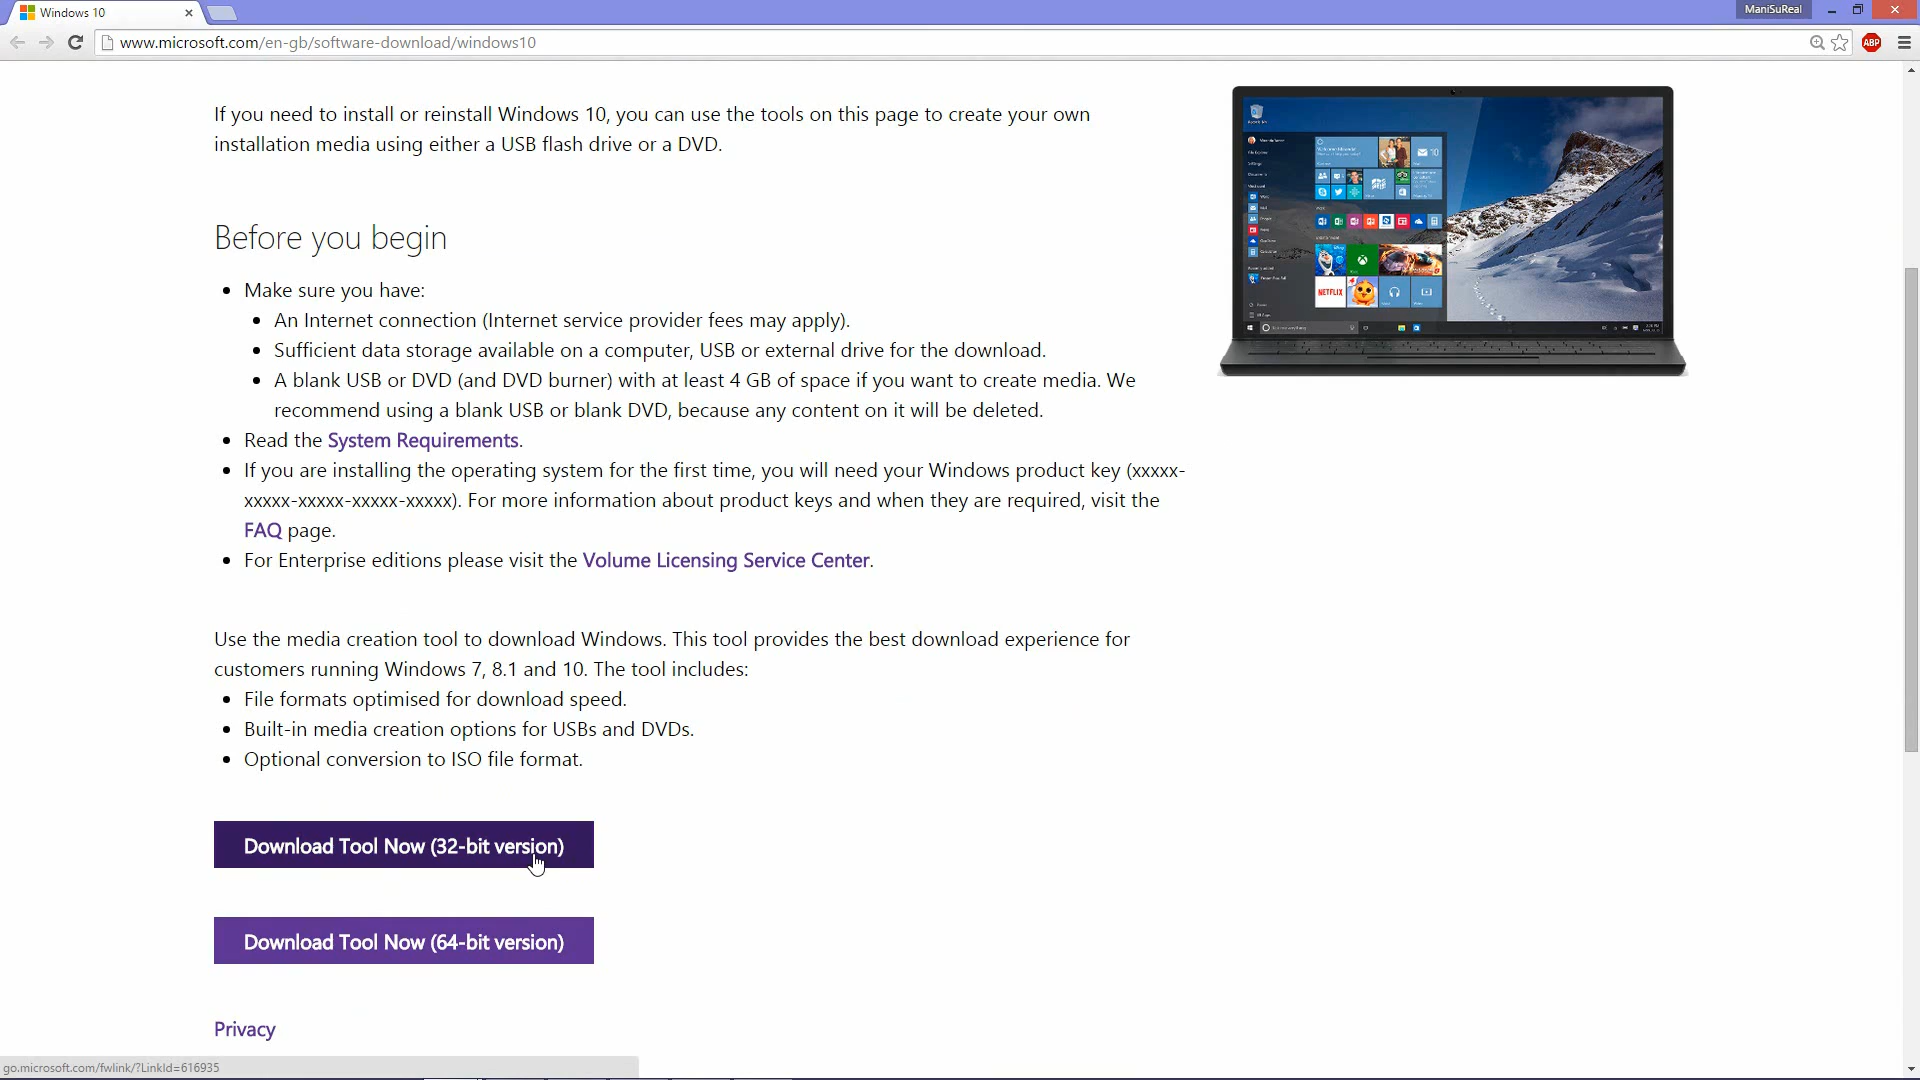 Windows 10
ManiSuReal
www.microsoft.com/en-gb/software-download/windows10
ABP
If you need to install or reinstall Windows 10, you can use the tools on this page to create your own
installation media using either a USB flash drive or a DVD.
Before you begin
Make sure you have:
An Internet connection (Internet service provider fees may apply).
Sufficient data storage available on a computer, USB or external drive for the download.
A blank USB or DVD (and DVD burner) with at least 4 GB of space if you want to create media. We
recommend using a blank USB or blank DVD, because any content on it will be deleted.
Read the System Requirements.
If you are installing the operating system for the first time, you will need your Windows product key (xxxxx-
xxxxx-xxxxx-xxxxx-xxxxx). For more information about product keys and when they are required, visit the
FAQ page.
For Enterprise editions please visit the Volume Licensing Service Center.
Use the media creation tool to download Windows. This tool provides the best download experience for
customers running Windows 7, 8.1 and 10. The tool includes:
File formats optimised for download speed.
Built-in media creation options for USBs and DVDs.
Optional conversion to ISO file format.
Download Tool Now (32-bit version)
Download Tool Now (64-bit version)
Privacy
go.microsoft.com/fwlink/?LinkId=616935
NETFLIX